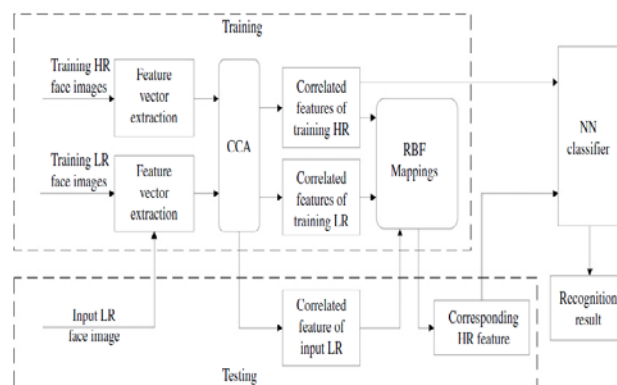 Training
Training HR
face images
Feature
vector
extraction
CCA
Correlated
features of
training HR
RBF
Mappings
NN
classifier
Training LR
face images
Feature
vector
extraction
Correlated
features of
training LR
Input LR
face image
Correlated
feature of
input LR
Corresponding
HR feature
Recognition
result
Testing